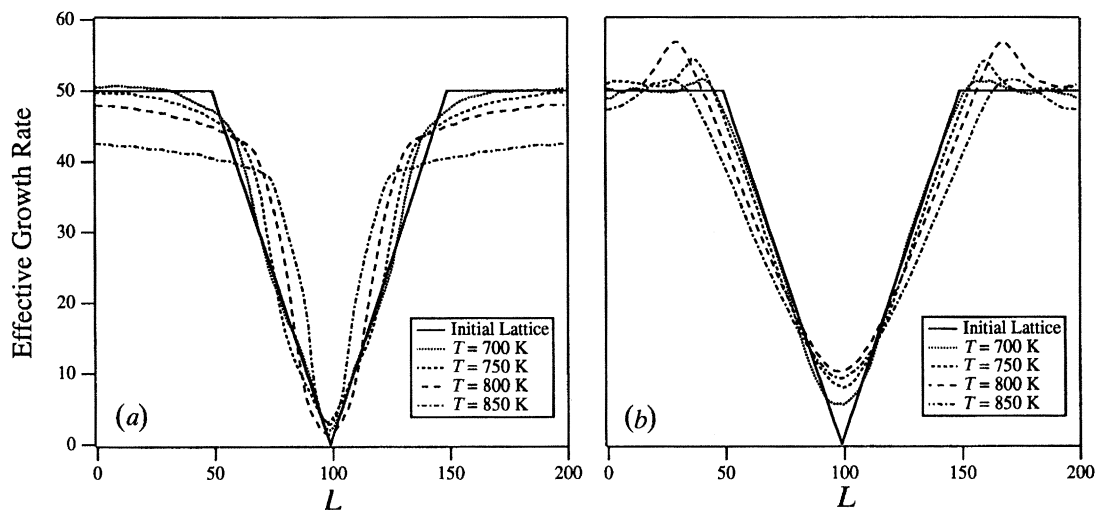 Effective Growth Rate
60
50
40
30
20
10
0
(a)
Initial Lattice
T = 700 K
T = 750 K
T = 800 K
T = 850 K
0 50 100 150 200
L
(b)
Initial Lattice
T = 700 K
T = 750 K
T = 800 K
T = 850 K
0 50 100 150 200
L